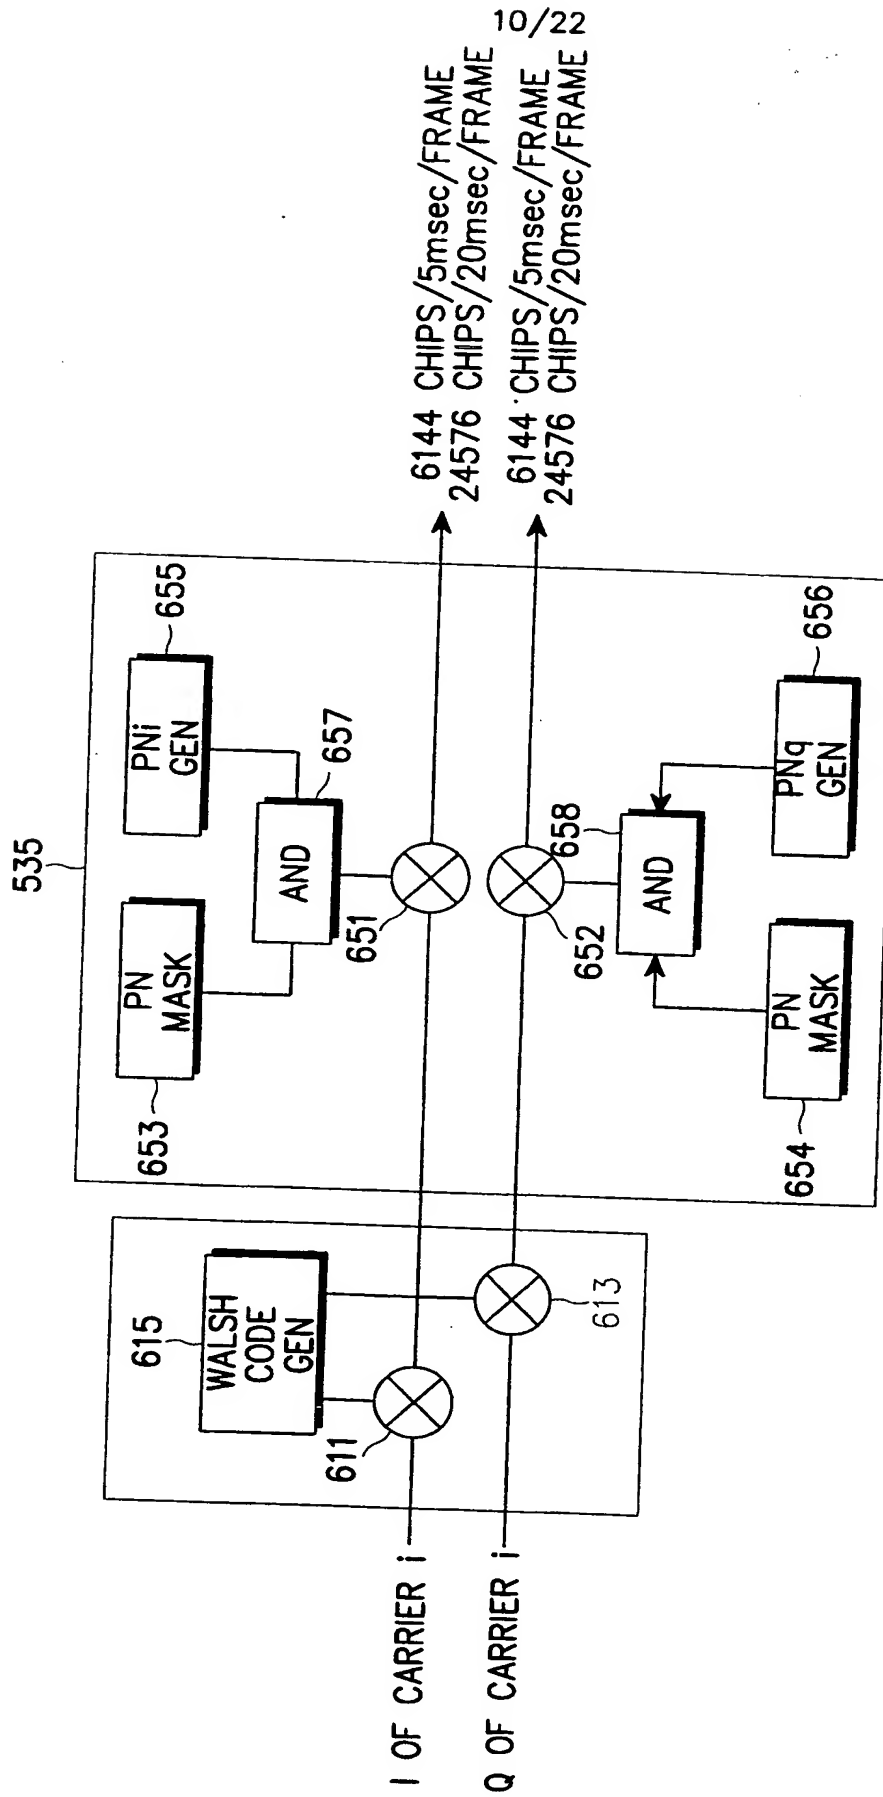 10/22
535
PN
MASK
653
PNi
GEN
655
AND
657
651
6144 CHIPS/5msec/FRAME
24576 CHIPS/20msec/FRAME
615
WALSH
CODE
GEN
611
613
I OF CARRIER i
Q OF CARRIER i
6144 CHIPS/5msec/FRAME
24576 CHIPS/20msec/FRAME
652
658
AND
PN
MASK
654
PNq
GEN
656